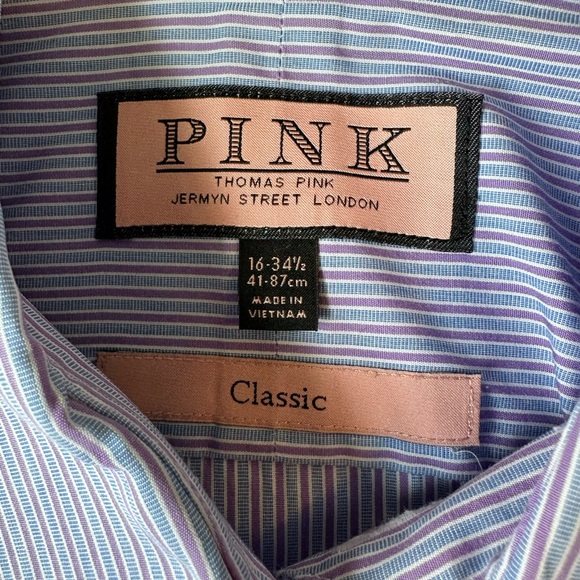 PINK
THOMAS PINK
JERMYN STREET LONDON
16-34½
41-87cm
MADE IN
VIETNAM
Classic